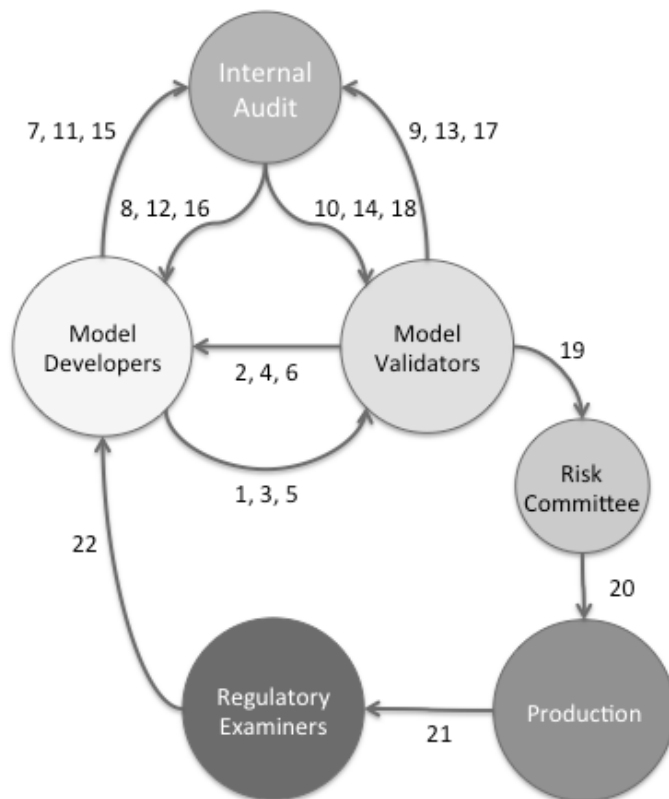 Internal
Audit
7, 11, 15
9, 13, 17
8, 12, 16
10, 14, 18
Model
Developers
Model
Validators
2, 4, 6
19
1, 3, 5
Risk
Committee
22
20
Regulatory
Examiners
21
Production